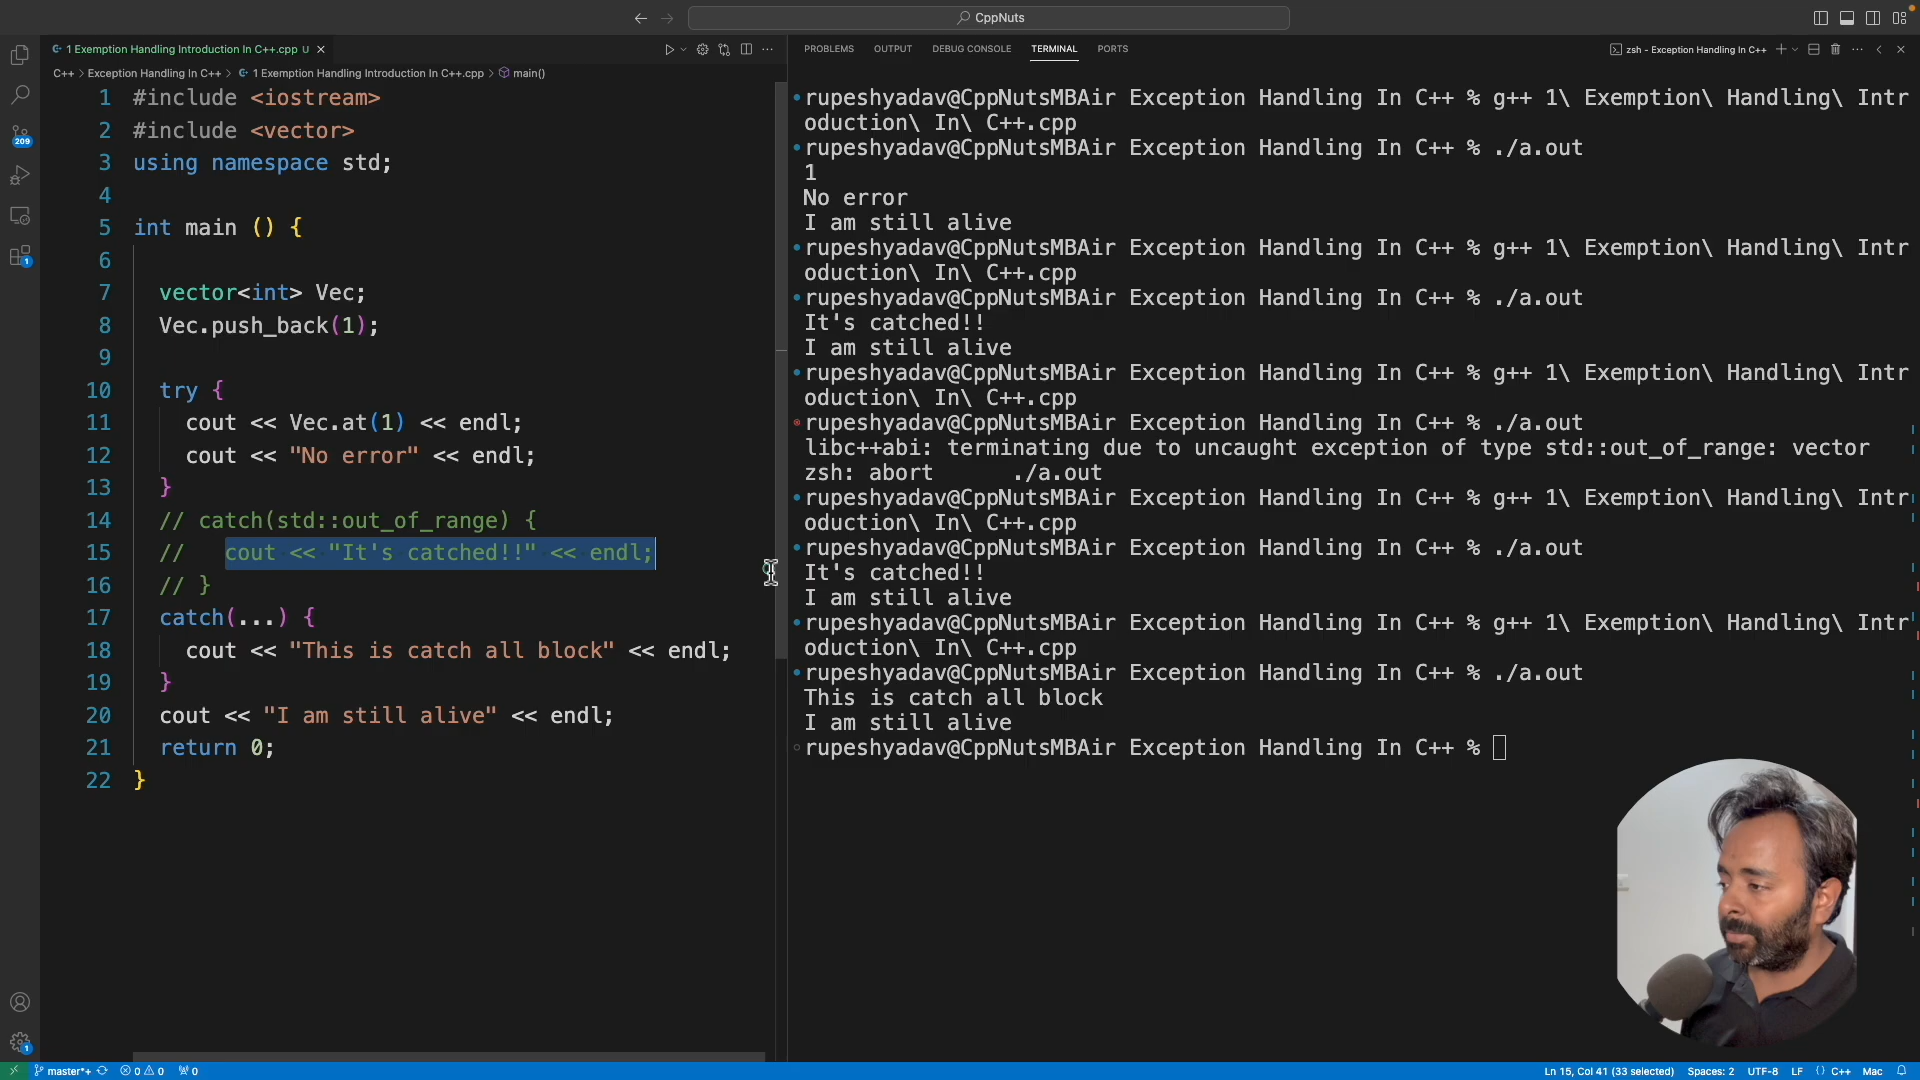 CppNuts
1 Exemption Handling Introduction In C++.cpp U
C++ > Exception Handling In C++ > 1 Exemption Handling Introduction In C++.cpp > main()
1 #include <iostream>
2 #include <vector>
3 using namespace std;
4
5 int main () {
6
7 vector<int> Vec;
8 Vec.push_back(1);
9
10 try {
11 cout << Vec.at(1) << endl;
12 cout << "No error" << endl;
13 }
14 // catch(std::out_of_range) {
15 // cout << "It's catched!!" << endl;
16 // }
17 catch(...) {
18 cout << "This is catch all block" << endl;
19 }
20 cout << "I am still alive" << endl;
21 return 0;
22 }
209
1
1
PROBLEMS OUTPUT DEBUG CONSOLE TERMINAL PORTS
zsh - Exception Handling In C++
rupeshyadav@CppNutsMBAir Exception Handling In C++ % g++ 1\ Exemption\ Handling\ Intr
oduction\ In\ C++.cpp
rupeshyadav@CppNutsMBAir Exception Handling In C++ % ./a.out
1
No error
I am still alive
rupeshyadav@CppNutsMBAir Exception Handling In C++ % g++ 1\ Exemption\ Handling\ Intr
oduction\ In\ C++.cpp
rupeshyadav@CppNutsMBAir Exception Handling In C++ % ./a.out
It's catched!!
I am still alive
rupeshyadav@CppNutsMBAir Exception Handling In C++ % g++ 1\ Exemption\ Handling\ Intr
oduction\ In\ C++.cpp
rupeshyadav@CppNutsMBAir Exception Handling In C++ % ./a.out
libc++abi: terminating due to uncaught exception of type std::out_of_range: vector
zsh: abort ./a.out
rupeshyadav@CppNutsMBAir Exception Handling In C++ % g++ 1\ Exemption\ Handling\ Intr
oduction\ In\ C++.cpp
rupeshyadav@CppNutsMBAir Exception Handling In C++ % ./a.out
It's catched!!
I am still alive
rupeshyadav@CppNutsMBAir Exception Handling In C++ % g++ 1\ Exemption\ Handling\ Intr
oduction\ In\ C++.cpp
rupeshyadav@CppNutsMBAir Exception Handling In C++ % ./a.out
This is catch all block
I am still alive
rupeshyadav@CppNutsMBAir Exception Handling In C++ %
master*+ 0 0 0
Ln 15, Col 41 (33 selected) Spaces: 2 UTF-8 LF {} C++ Mac